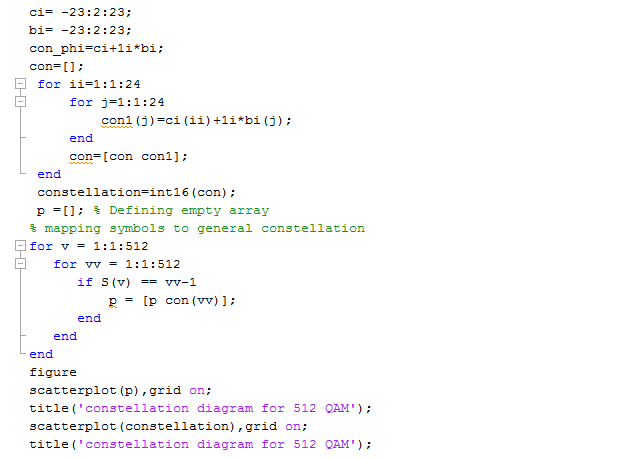 ci= -23:2:23;
bi= -23:2:23;
con_phi=ci+1i*bi;
con=[];
for ii=1:1:24
for j=1:1:24
con1(j)=ci(ii)+1i*bi(j);
end
con=[con con1];
end
constellation=int16(con);
p =[]; % Defining empty array
% mapping symbols to general constellation
for v = 1:1:512
for vv = 1:1:512
if S(v) == vv-1
p = [p con(vv)];
end
end
end
figure
scatterplot(p),grid on;
title('constellation diagram for 512 QAM');
scatterplot(constellation),grid on;
title('constellation diagram for 512 QAM');